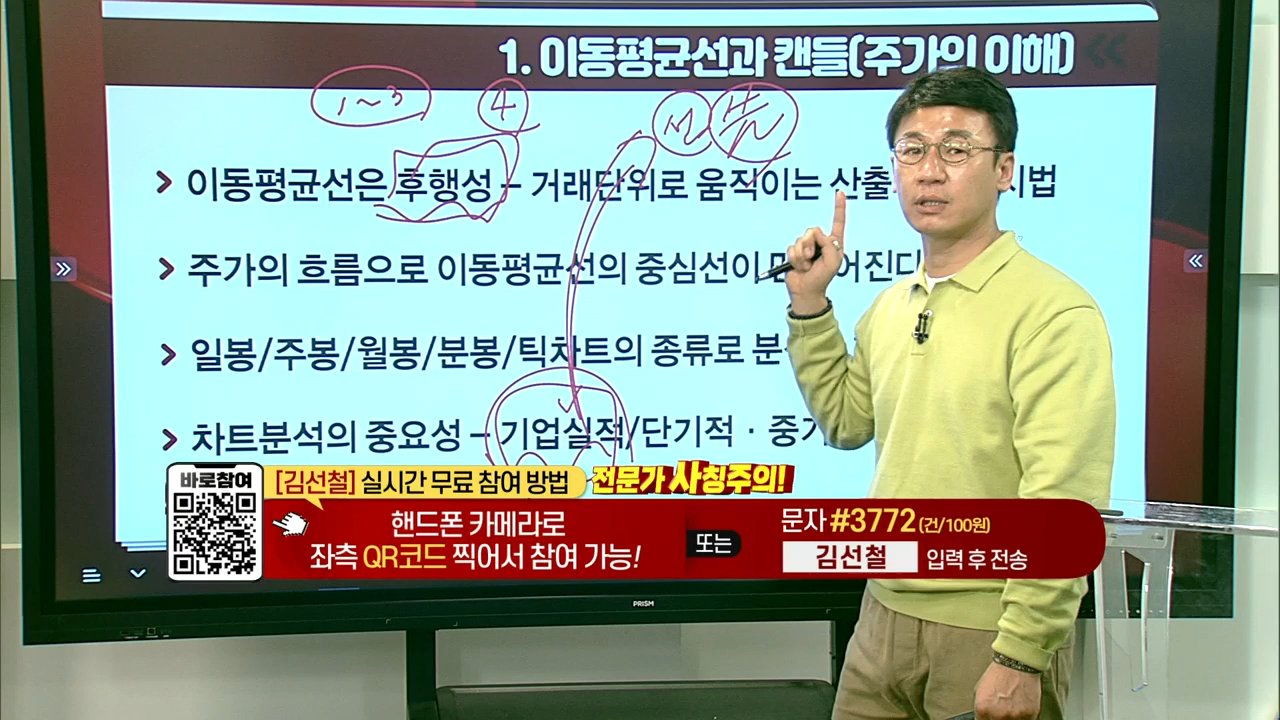 1. 이동평균선과 캔들(주가의 이해)
1~3 4 선 先
이동평균선은 후행성 - 거래단위로 움직이는 산출 시법
주가의 흐름으로 이동평균선의 중심선이 어진다
일봉/주봉/월봉/분봉/틱차트의 종류로 분
차트분석의 중요성 - 기업실적/단기적 · 중기
바로참여 [김선철] 실시간 무료 참여 방법 전문가 사칭주의!
핸드폰 카메라로
좌측 QR코드 찍어서 참여 가능!
또는
문자 #3772 (건/100원)
김선철 입력 후 전송
PRISM